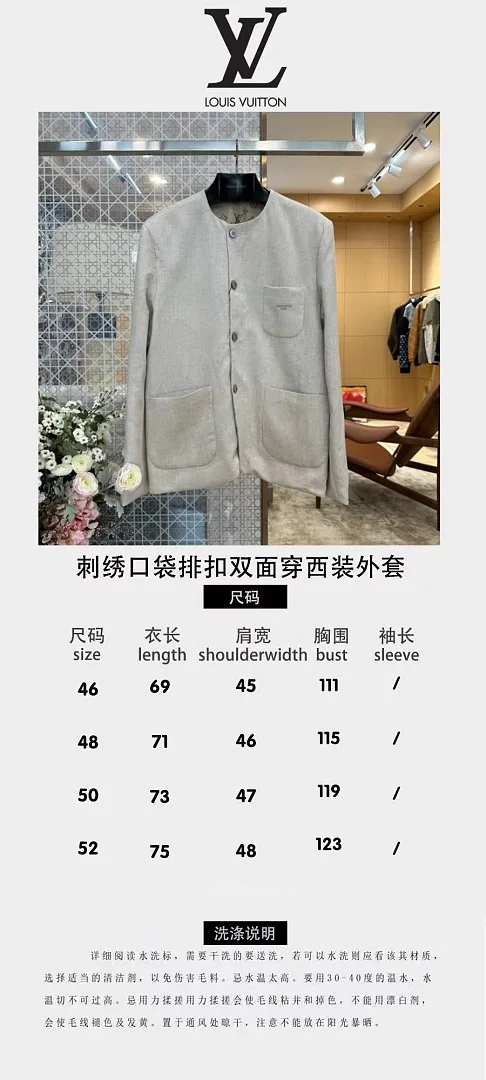 LV
LOUIS VUITTON
刺绣口袋排扣双面穿西装外套
尺码
尺码 衣长 肩宽 胸围 袖长
size length shoulderwidth bust sleeve
46 69 45 111 /
48 71 46 115 /
50 73 47 119 /
52 75 48 123 /
洗涤说明
详细阅读水洗标，需要干洗的要送洗，若可以水洗则应看该其材质，
选择适当的清洁剂，以免伤害毛料。忌水温太高。要用30-40度的温水，水
温切不可过高。忌用力揉搓用力揉搓会使毛线粘并和掉色，不能用漂白剂，
会使毛线褪色及发黄。置于通风处晾干，注意不能放在阳光暴晒。